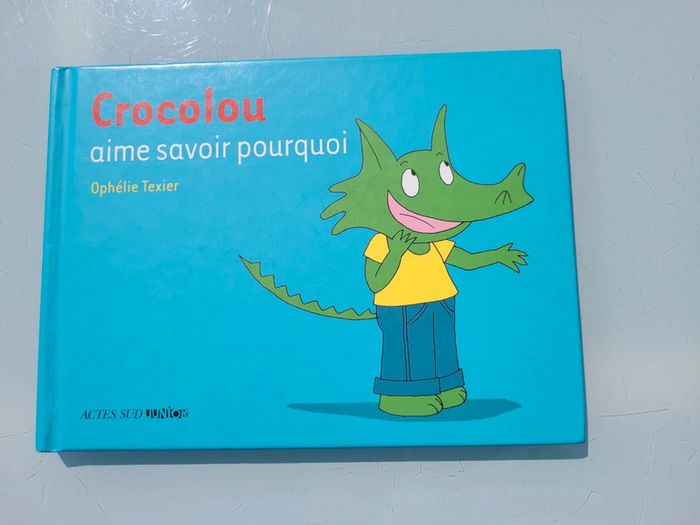 Crocolou
aime savoir pourquoi
Ophélie Texier
ACTES SUD JUNIOR